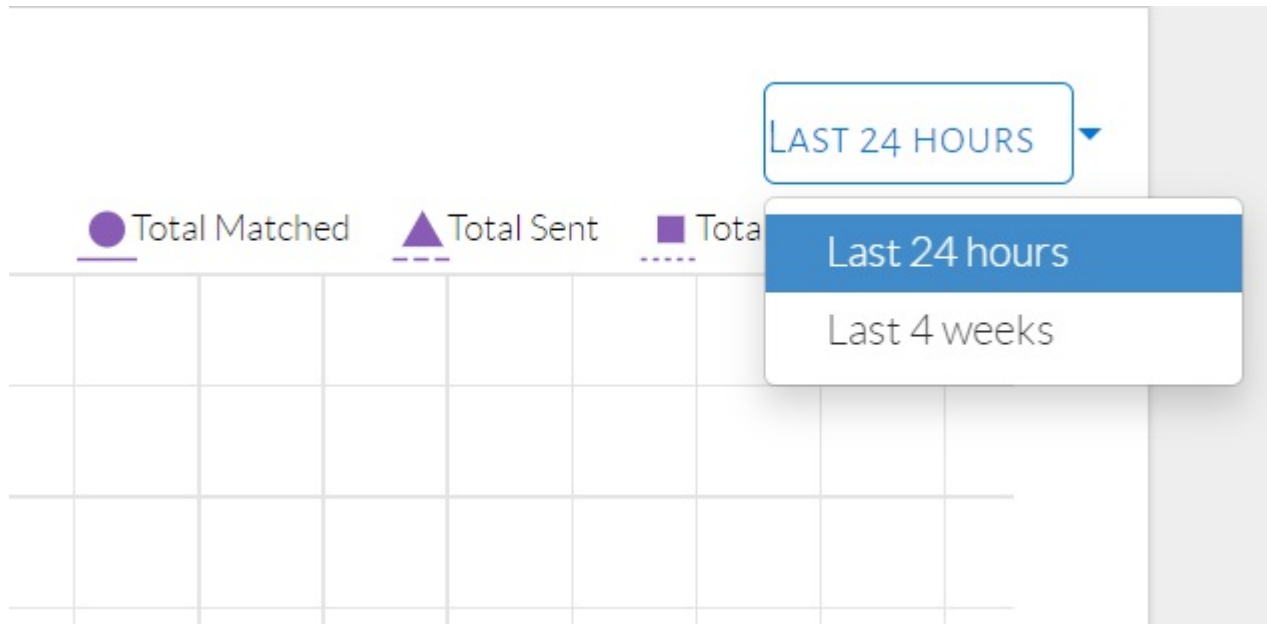 LAST 24 HOURS
Total Matched Total Sent Tota
Last 24 hours
Last 4 weeks